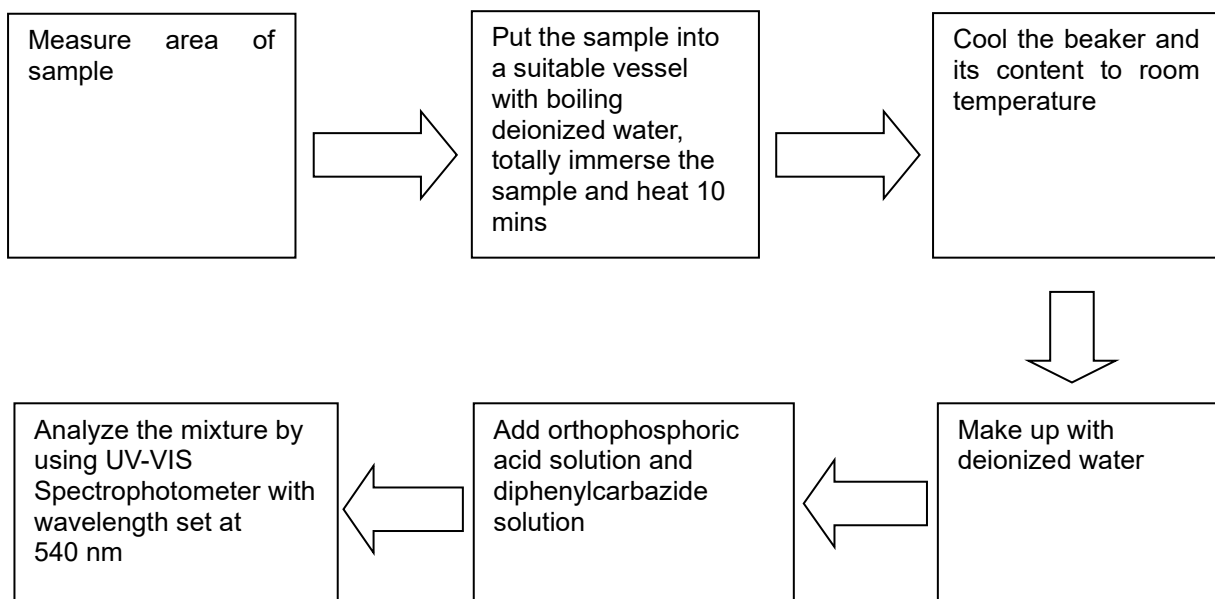 Measure area of
sample
Put the sample into
a suitable vessel
with boiling
deionized water,
totally immerse the
sample and heat 10
mins
Cool the beaker and
its content to room
temperature
Make up with
deionized water
Add orthophosphoric
acid solution and
diphenylcarbazide
solution
Analyze the mixture by
using UV-VIS
Spectrophotometer with
wavelength set at
540 nm